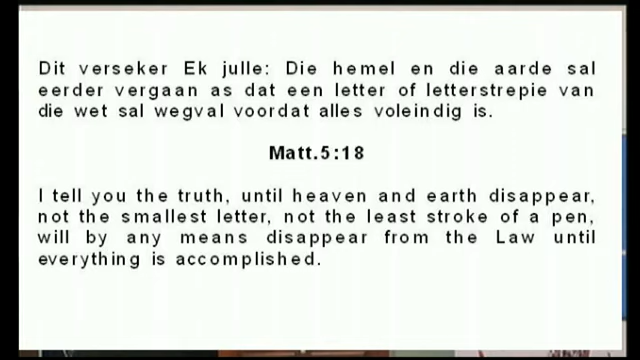 Dit verseker Ek julle: Die hemel en die aarde sal
eerder vergaan as dat een letter of letterstrepie van
die wet sal wegval voordat alles voleindig is.
Matt.5:18
I tell you the truth, until heaven and earth disappear,
not the smallest letter, not the least stroke of a pen,
will by any means disappear from the Law until
everything is accomplished.